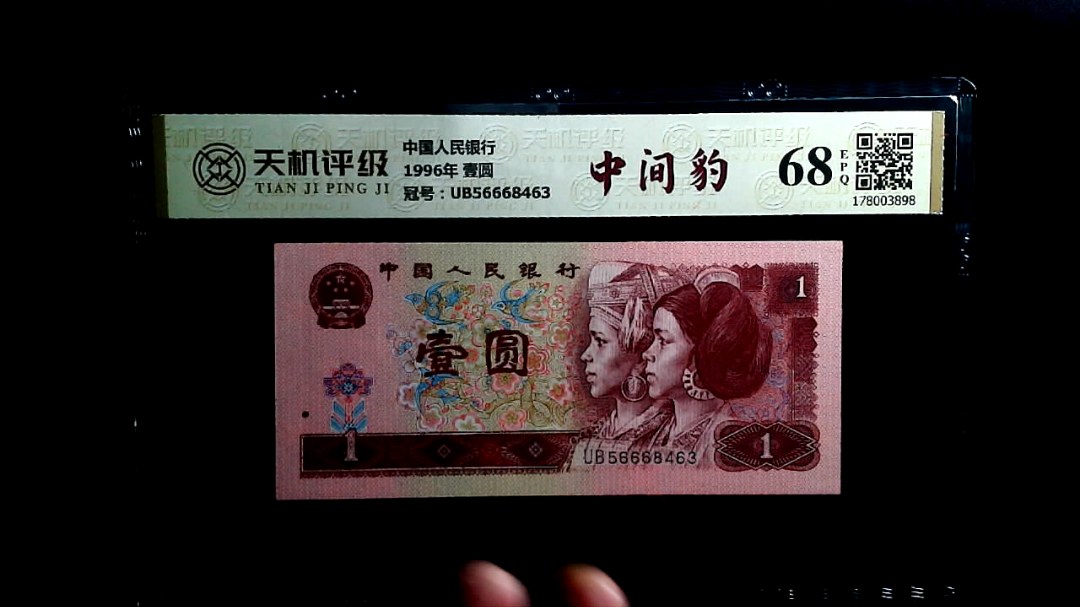 天机评级
TIAN JI PING JI
中国人民银行
1996年 壹圆
冠号：UB56668463
中间豹
68
EPQ
178003898
中国人民银行
1
壹圆
1
UB56668463
1